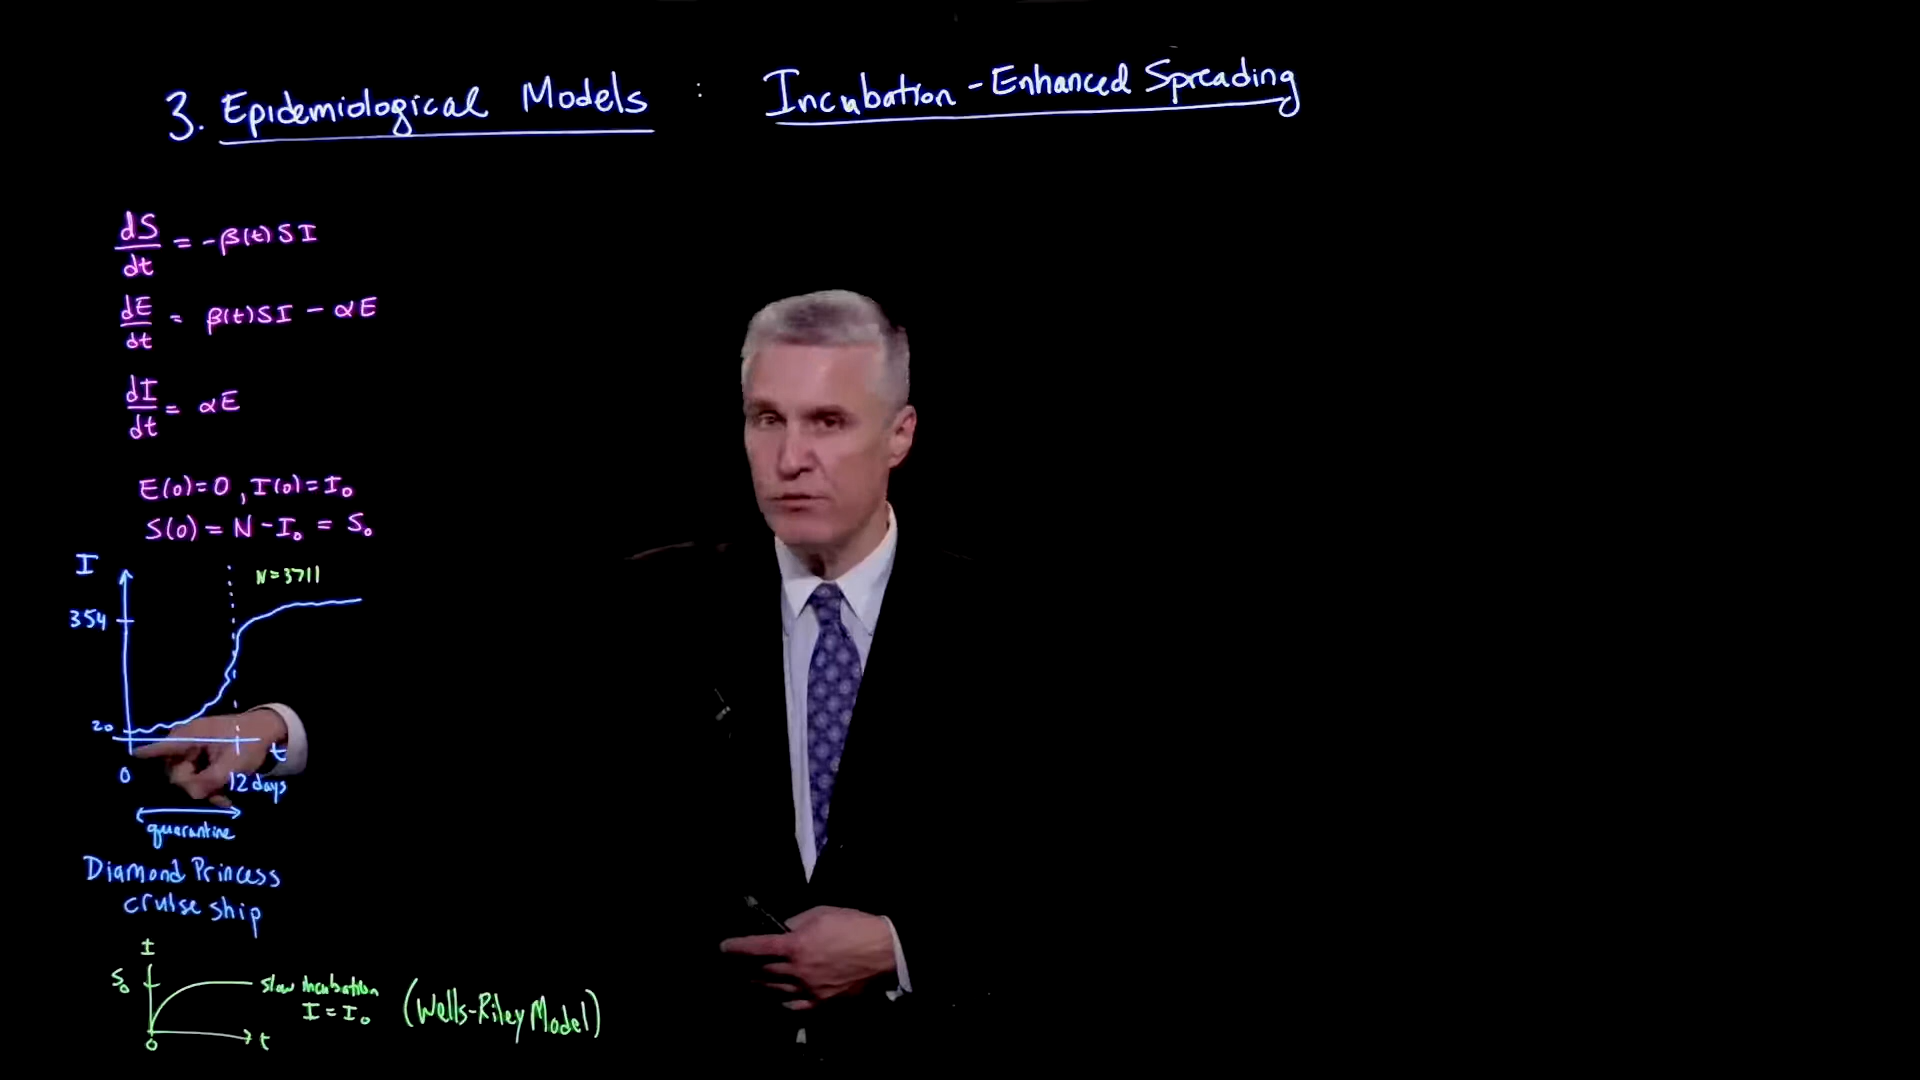 3. Epidemiological Models : Incubation-Enhanced Spreading
dS/dt = -β(t) S I
dE/dt = β(t) S I - αE
dI/dt = αE
E(0)=0, I(0)=I₀
S(0) = N - I₀ = S₀
I
N=3711
354
20
t
0
12 days
quarantine
Diamond Princess
cruise ship
I
S₀
slow incubation
I = I₀
(Wells-Riley Model)
0
t